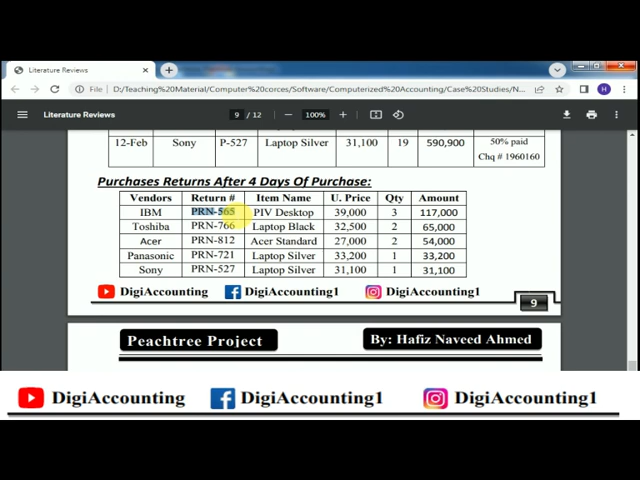 Literature Reviews
File D:/Teaching%20Material/Computer%20corces/Software/Computerized%20Accounting/Case%20Studies/N...
Literature Reviews 9 / 12 100%
12-Feb Sony P-527 Laptop Silver 31,100 19 590,900 50% paid
Chq # 1960160
Purchases Returns After 4 Days Of Purchase:
Vendors Return # Item Name U. Price Qty Amount
IBM PRN-565 PIV Desktop 39,000 3 117,000
Toshiba PRN-766 Laptop Black 32,500 2 65,000
Acer PRN-812 Acer Standard 27,000 2 54,000
Panasonic PRN-721 Laptop Silver 33,200 1 33,200
Sony PRN-527 Laptop Silver 31,100 1 31,100
DigiAccounting DigiAccounting1 DigiAccounting1
9
Peachtree Project By: Hafiz Naveed Ahmed
DigiAccounting DigiAccounting1 DigiAccounting1